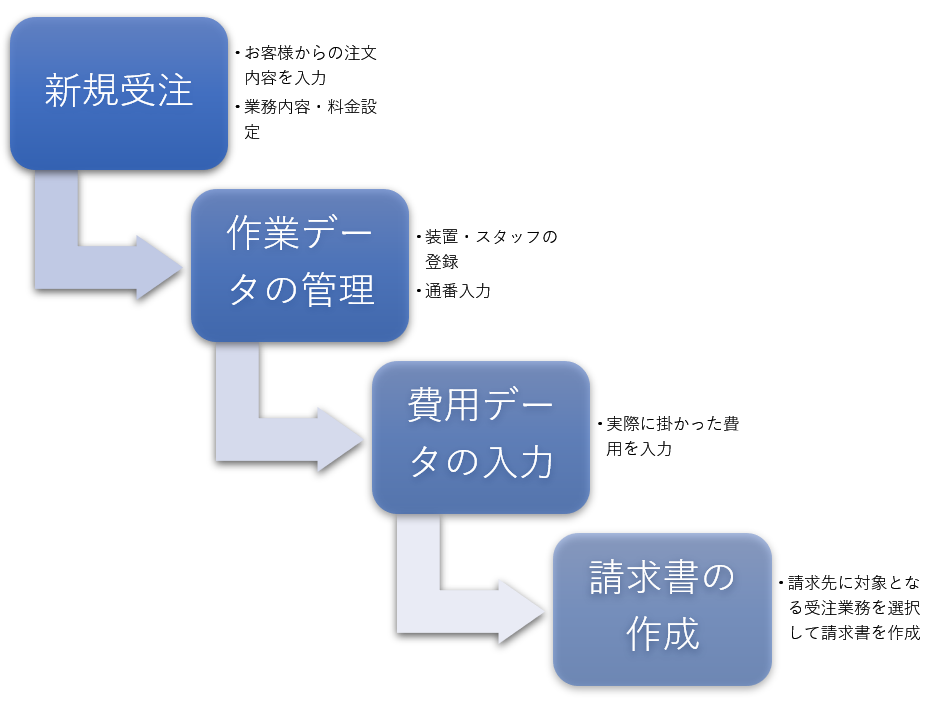 新規受注
・お客様からの注文
内容を入力
・業務内容・料金設
定
作業デー
タの管理
・装置・スタッフの
登録
・通番入力
費用デー
タの入力
・実際に掛かった費
用を入力
請求書の
作成
・請求先に対象とな
る受注業務を選択
して請求書を作成